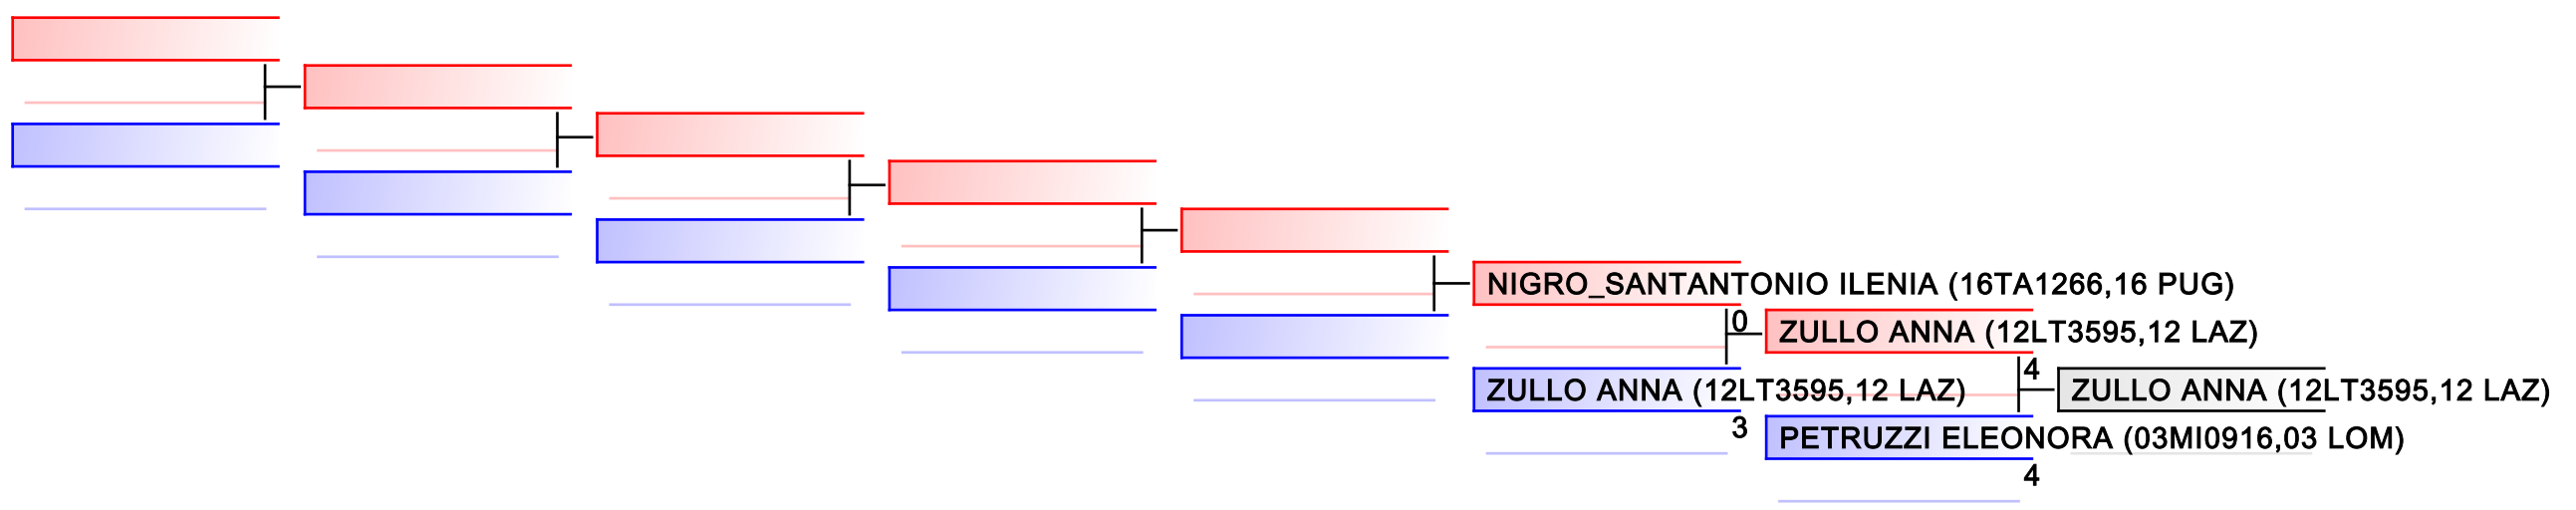 NIGRO_SANTANTONIO ILENIA (16TA1266,16 PUG)
0
ZULLO ANNA (12LT3595,12 LAZ)
4
ZULLO ANNA (12LT3595,12 LAZ)
ZULLO ANNA (12LT3595,12 LAZ)
3
PETRUZZI ELEONORA (03MI0916,03 LOM)
4